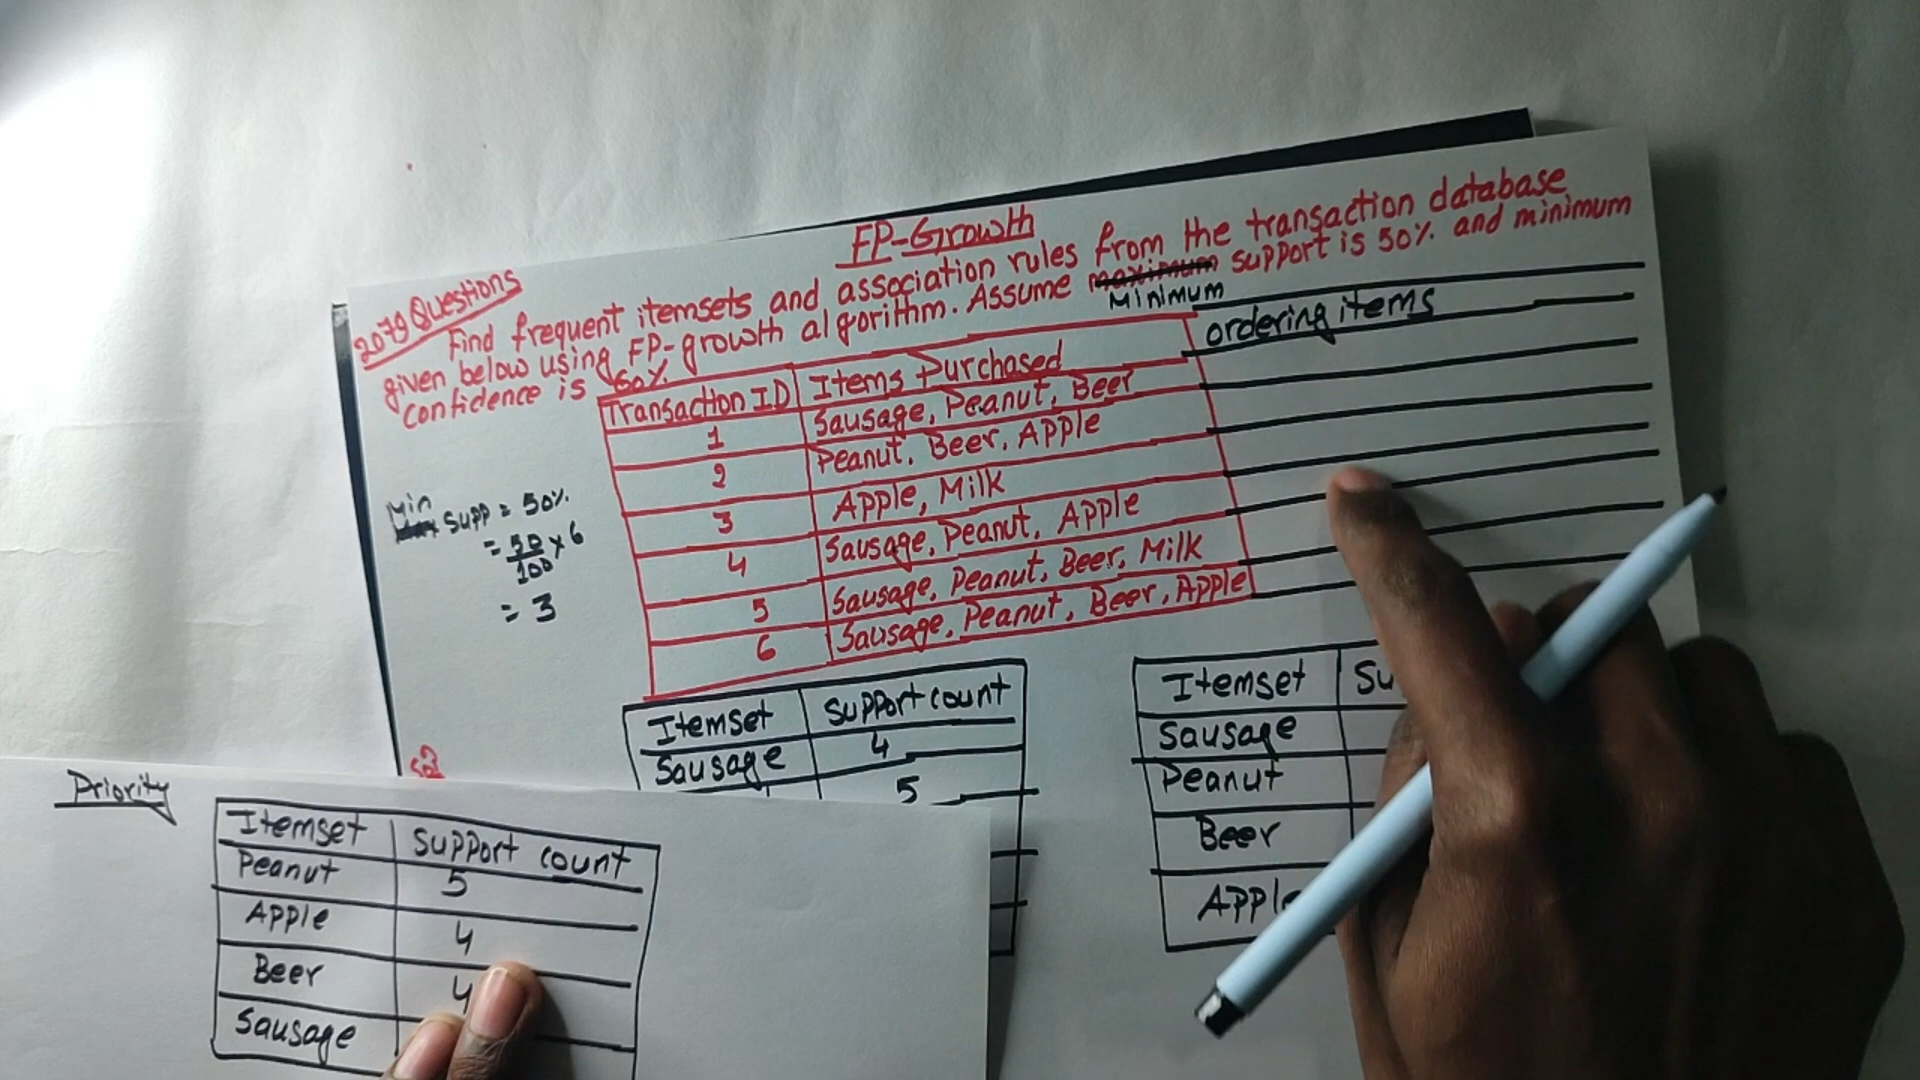 FP-Growth
2079 Questions
Find frequent itemsets and association rules from the transaction database
given below using FP-growth algorithm. Assume maximum support is 50% and minimum
Minimum
confidence is 60%
Transaction ID Items Purchased ordering items
1 Sausage, Peanut, Beer
2 Peanut, Beer, Apple
3 Apple, Milk
4 Sausage, Peanut, Apple
5 Sausage, Peanut, Beer, Milk
6 Sausage, Peanut, Beer, Apple
Min
supp = 50%
= 50/100 x 6
= 3
Itemset support count
Sausage 4
5
Itemset Su
Sausage
Peanut
Beer
Apple
Priority
Itemset support count
Peanut 5
Apple 4
Beer 4
Sausage